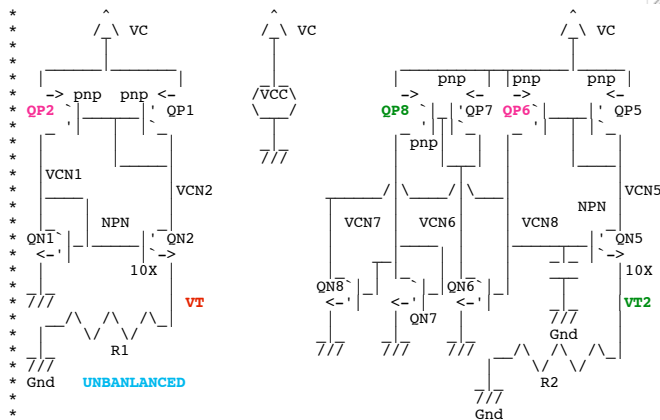 VC VC VC
VCC
pnp pnp pnp
-> pnp pnp <- -> <- -> <-
QP2 QP1 QP8 QP7 QP6 QP5
pnp
VCN1
VCN2 VCN5
NPN VCN7 VCN6 VCN8 NPN
QN1 QN2 QN5
<- -> ->
10X 10X
QN8 QN6
VT <- <- <- VT2
QN7
Gnd
R1
R2
Gnd UNBANLANCED
Gnd